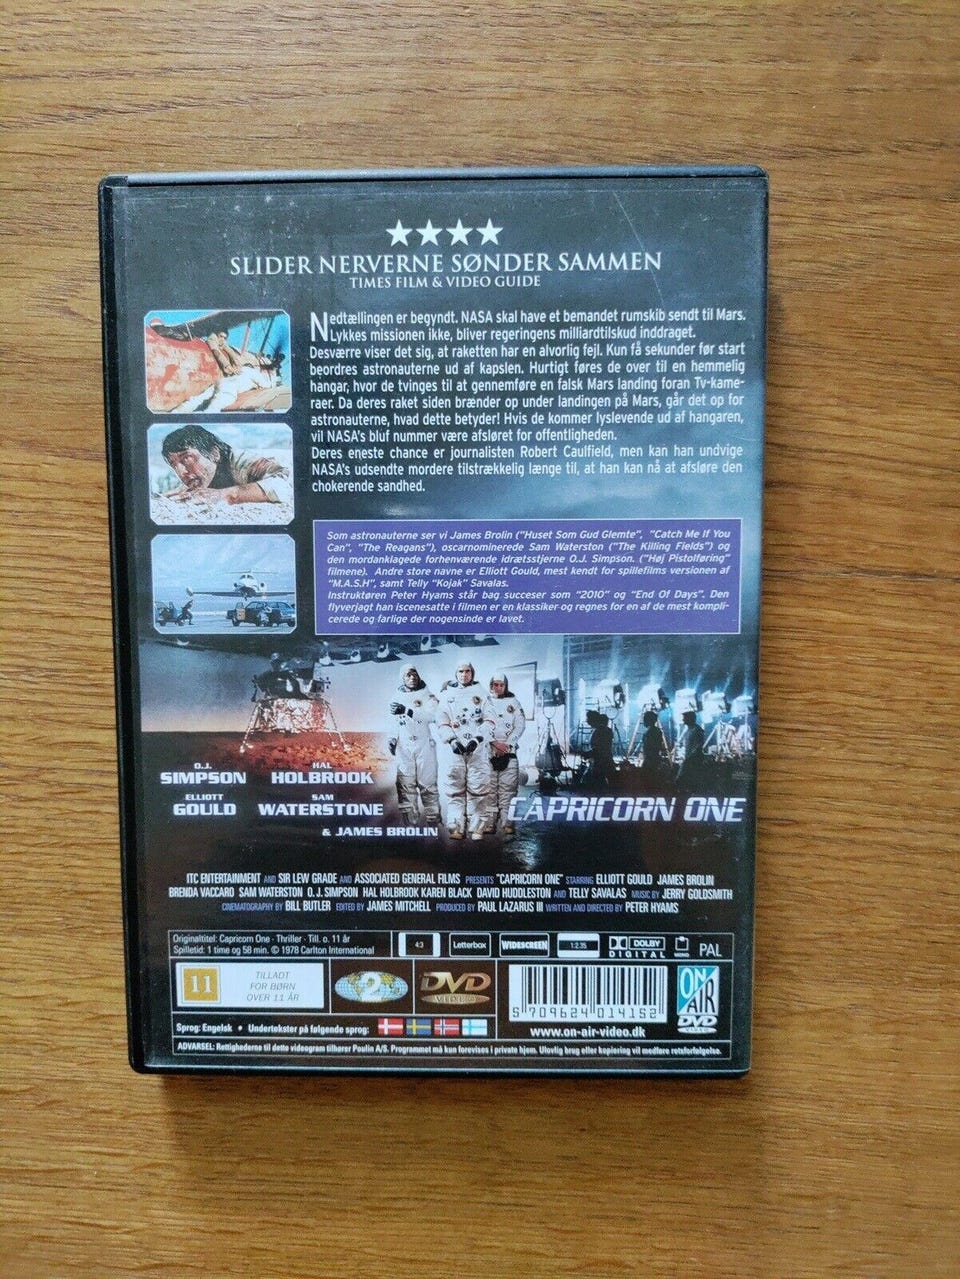 ★★★★
SLIDER NERVERNE SØNDER SAMMEN
TIMES FILM & VIDEO GUIDE
Nedtællingen er begyndt. NASA skal have et bemandet rumskib sendt til Mars.
Lykkes missionen ikke, bliver regeringens milliardtilskud inddraget.
Desværre viser det sig, at raketten har en alvorlig fejl. Kun få sekunder før start
beordres astronauterne ud af kapslen. Hurtigt føres de over til en hemmelig
hangar, hvor de tvinges til at gennemføre en falsk Mars landing foran Tv-kame-
raer. Da deres raket siden brænder op under landingen på Mars, går det op for
astronauterne, hvad dette betyder! Hvis de kommer lyslevende ud af hangaren,
vil NASA's bluf nummer være afsløret for offentligheden.
Deres eneste chance er journalisten Robert Caulfield, men kan han undvige
NASA's udsendte mordere tilstrækkelig længe til, at han kan nå at afsløre den
chokerende sandhed.
Som astronauterne ser vi James Brolin ("Huset Som Gud Glemte", "Catch Me If You
Can", "The Reagans"), oscarnominerede Sam Waterston ("The Killing Fields") og
den mordanklagede forhenværende idrætsstjerne O.J. Simpson. ("Høj Pistolføring"
filmene). Andre store navne er Elliott Gould, mest kendt for spillefilms versionen af
"M.A.S.H", samt Telly "Kojak" Savalas.
Instruktøren Peter Hyams står bag succeser som "2010" og "End Of Days". Den
flyverjagt han iscenesatte i filmen er en klassiker og regnes for en af de mest kompli-
cerede og farlige der nogensinde er lavet.
O.J. SIMPSON HAL HOLBROOK
ELLIOTT GOULD SAM WATERSTONE
& JAMES BROLIN
CAPRICORN ONE
ITC ENTERTAINMENT AND SIR LEW GRADE AND ASSOCIATED GENERAL FILMS PRESENTS "CAPRICORN ONE" STARRING ELLIOTT GOULD JAMES BROLIN
BRENDA VACCARO SAM WATERSTON O.J. SIMPSON HAL HOLBROOK KAREN BLACK DAVID HUDDLESTON AND TELLY SAVALAS MUSIC BY JERRY GOLDSMITH
CINEMATOGRAPHY BY BILL BUTLER EDITED BY JAMES MITCHELL PRODUCED BY PAUL LAZARUS III WRITTEN AND DIRECTED BY PETER HYAMS
Originaltitel: Capricorn One · Thriller · Till. o. 11 år
Spilletid: 1 time og 58 min. © 1978 Carlton International
4:3 Letterbox WIDESCREEN 1:2.35 DOLBY DIGITAL MONO PAL
11
TILLADT
FOR BØRN
OVER 11 ÅR
2
DVD
VIDEO
5 709624 014152
ON AIR
DVD
VIDEO
Sprog: Engelsk • Undertekster på følgende sprog:
www.on-air-video.dk
ADVARSEL: Rettighederne til dette videogram tilhører Poulin A/S. Programmet må kun forevises i private hjem. Ulovlig brug eller kopiering vil medføre retsforfølgelse.